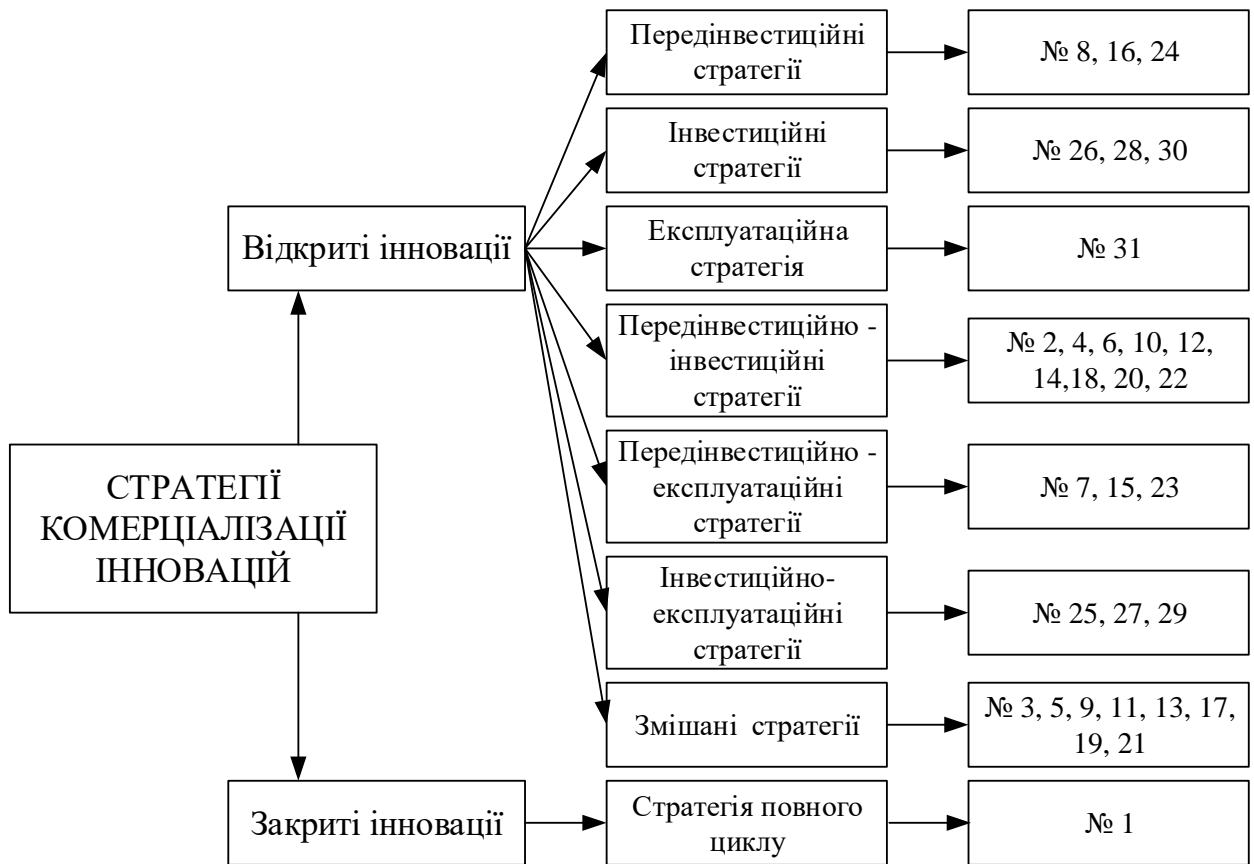 Передінвестиційні
стратегії
№ 8, 16, 24
Інвестиційні
стратегії
№ 26, 28, 30
Відкриті інновації
Експлуатаційна
стратегія
№ 31
Передінвестиційно -
інвестиційні
стратегії
№ 2, 4, 6, 10, 12,
14,18, 20, 22
СТРАТЕГІЇ
КОМЕРЦІАЛІЗАЦІЇ
ІННОВАЦІЙ
Передінвестиційно -
експлуатаційні
стратегії
№ 7, 15, 23
Інвестиційно-
експлуатаційні
стратегії
№ 25, 27, 29
Змішані стратегії
№ 3, 5, 9, 11, 13, 17,
19, 21
Закриті інновації
Стратегія повного
циклу
№ 1